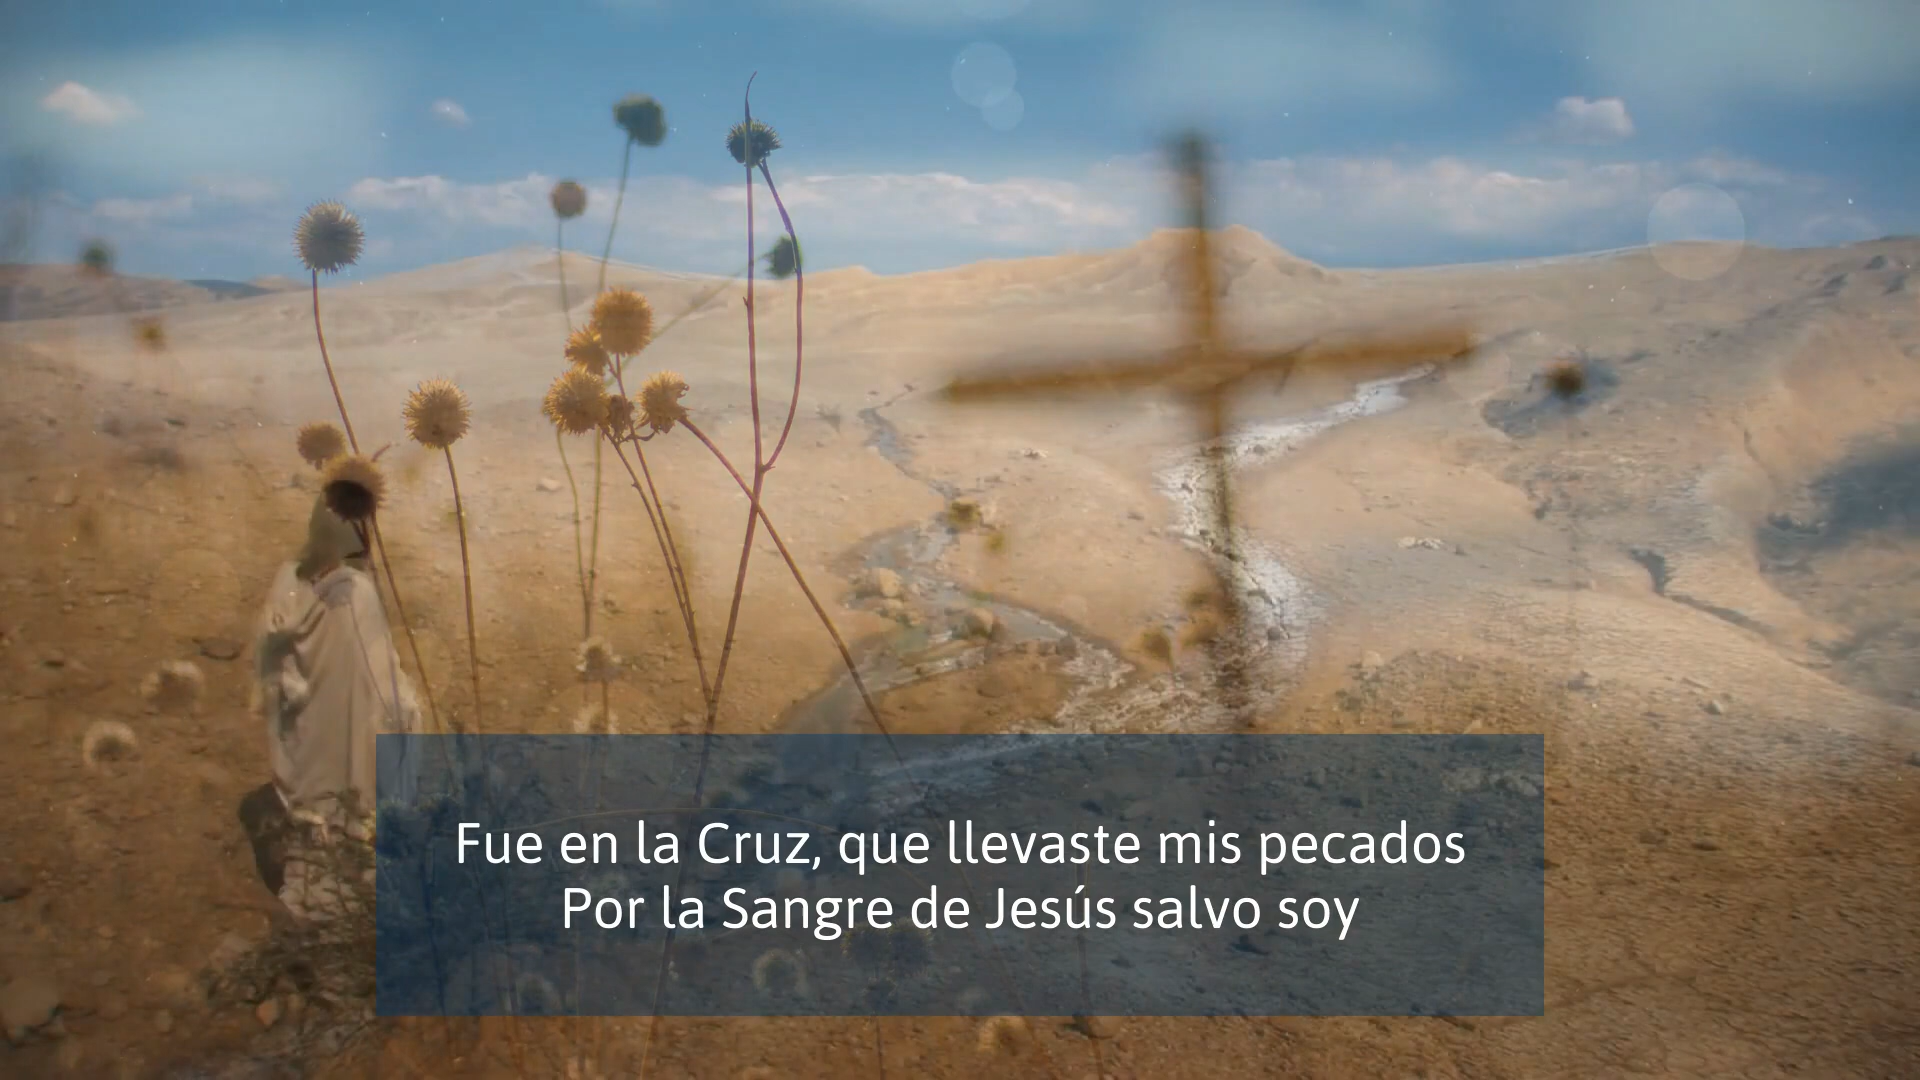 Fue en la Cruz, que llevaste mis pecados
Por la Sangre de Jesús salvo soy